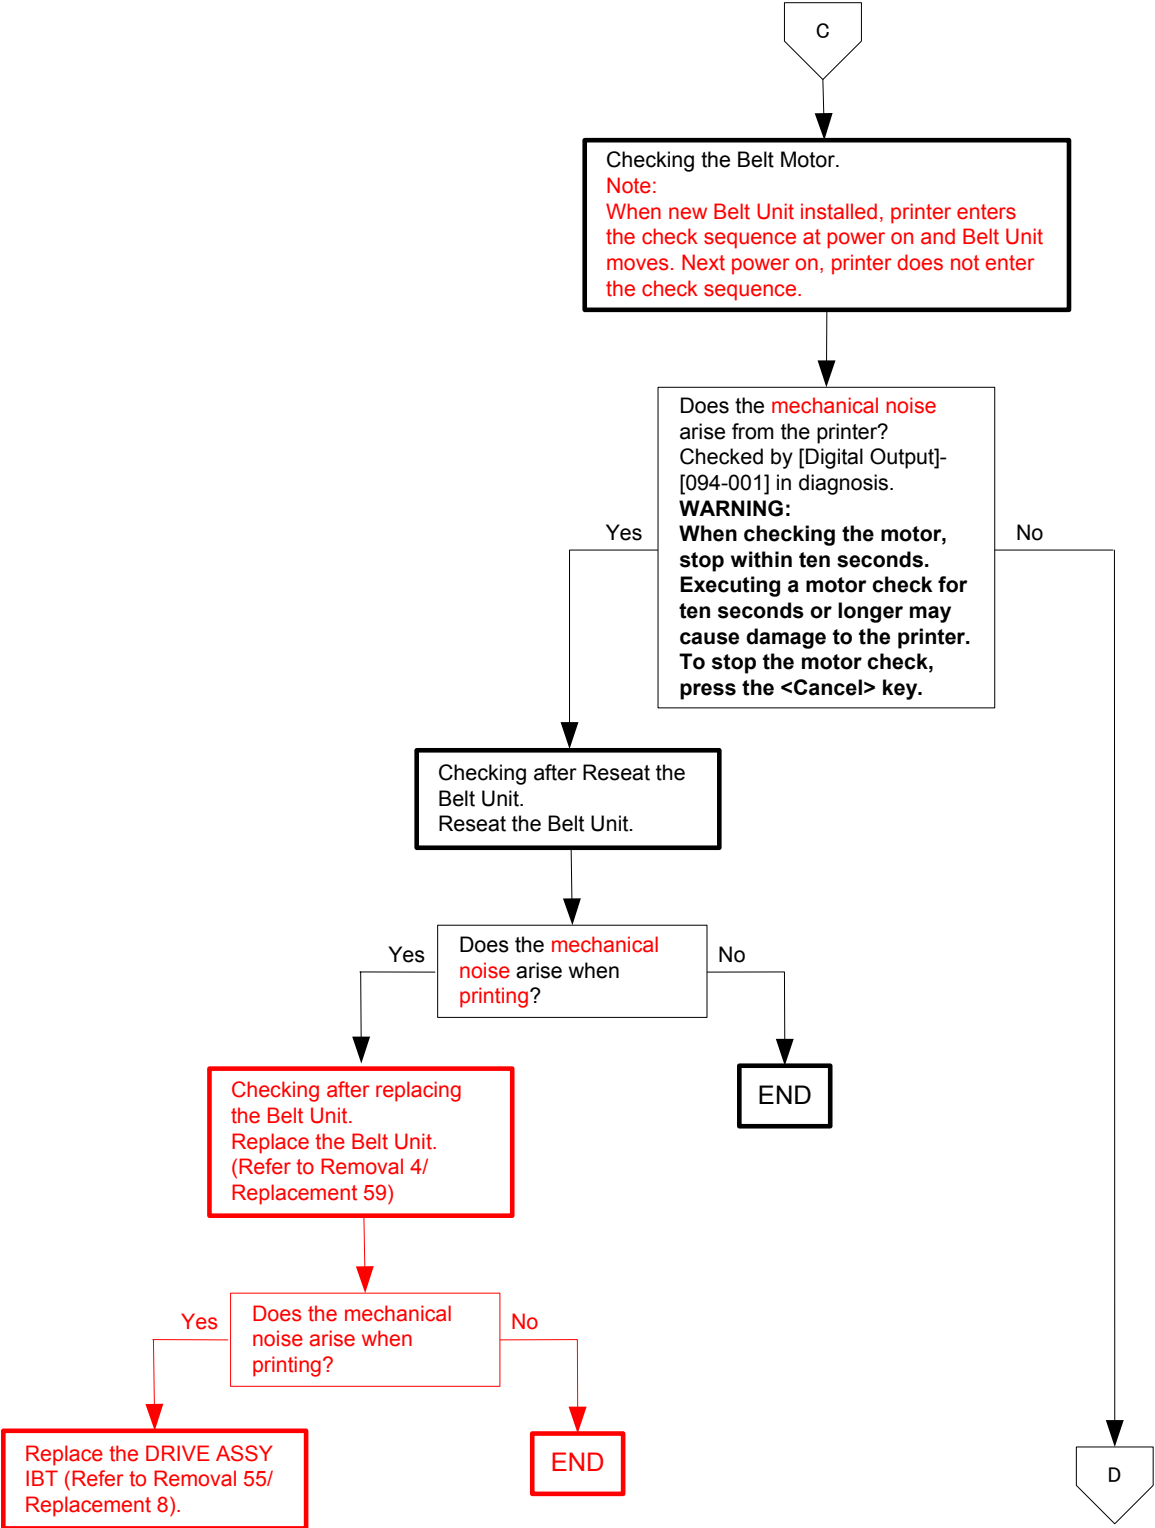 C
Checking the Belt Motor.
Note:
When new Belt Unit installed, printer enters
the check sequence at power on and Belt Unit
moves. Next power on, printer does not enter
the check sequence.
Does the mechanical noise
arise from the printer?
Checked by [Digital Output]-
[094-001] in diagnosis.
WARNING:
When checking the motor,
stop within ten seconds.
Executing a motor check for
ten seconds or longer may
cause damage to the printer.
To stop the motor check,
press the <Cancel> key.
Yes
No
Checking after Reseat the
Belt Unit.
Reseat the Belt Unit.
Does the mechanical
noise arise when
printing?
Yes
No
Checking after replacing
the Belt Unit.
Replace the Belt Unit.
(Refer to Removal 4/
Replacement 59)
END
Does the mechanical
noise arise when
printing?
Yes
No
Replace the DRIVE ASSY
IBT (Refer to Removal 55/
Replacement 8).
END
D